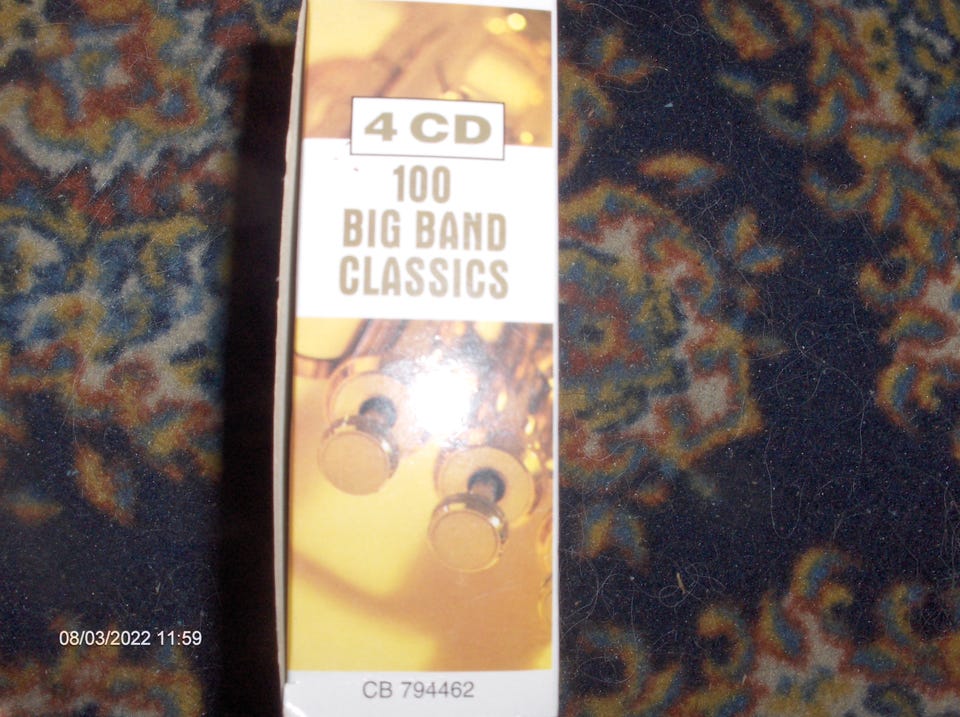 4 CD
100
BIG BAND
CLASSICS
08/03/2022 11:59
CB 794462